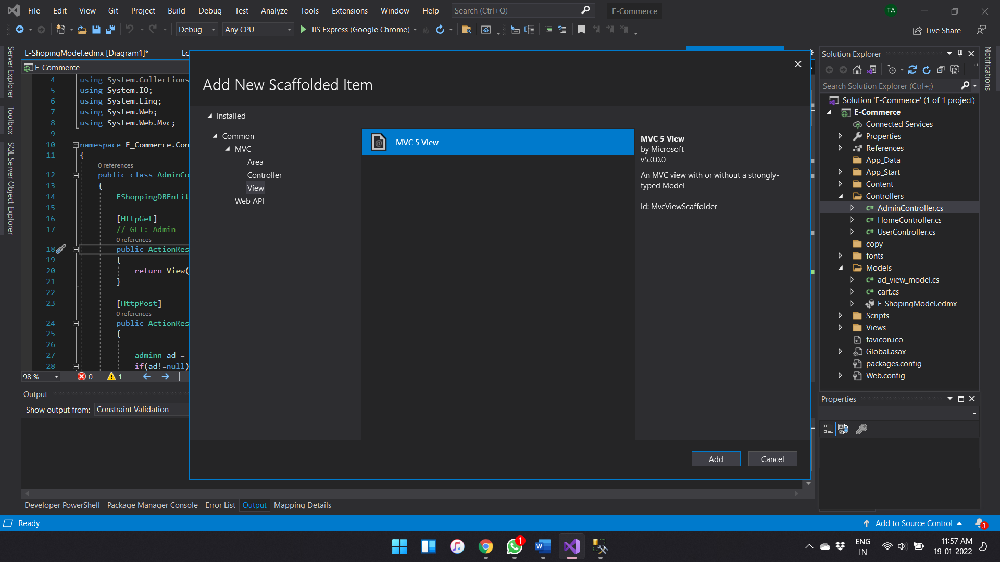 File Edit View Git Project Build Debug Test Analyze Tools Extensions Window Help Search (Ctrl+Q) E-Commerce TA
Debug Any CPU IIS Express (Google Chrome) Live Share
E-ShopingModel.edmx [Diagram1]*
E-Commerce
Server Explorer
Toolbox
SQL Server Object Explorer
4 using System.Collections
5 using System.IO;
6 using System.Linq;
7 using System.Web;
8 using System.Web.Mvc;
9
10 namespace E_Commerce.Con
11 {
0 references
12 public class AdminCo
13 {
14 EShoppingDBEntit
15
16 [HttpGet]
17 // GET: Admin
0 references
18 public ActionRes
19 {
20 return View(
21 }
22
23 [HttpPost]
0 references
24 public ActionRes
25 {
26
27 adminn ad =
28 if(ad!=null)
98 % 0 1
Output
Show output from: Constraint Validation
Add New Scaffolded Item
Installed
Common
MVC
Area
Controller
View
Web API
MVC 5 View
MVC 5 View
by Microsoft
v5.0.0.0
An MVC view with or without a strongly-
typed Model
Id: MvcViewScaffolder
Add Cancel
Solution Explorer
Search Solution Explorer (Ctrl+;)
Solution 'E-Commerce' (1 of 1 project)
E-Commerce
Connected Services
Properties
References
App_Data
App_Start
Content
Controllers
C# AdminController.cs
C# HomeController.cs
C# UserController.cs
copy
fonts
Models
C# ad_view_model.cs
C# cart.cs
E-ShopingModel.edmx
Scripts
Views
favicon.ico
Global.asax
packages.config
Web.config
Notifications
Properties
Developer PowerShell Package Manager Console Error List Output Mapping Details
Ready Add to Source Control 3
1 W
ENG
IN
11:57 AM
19-01-2022